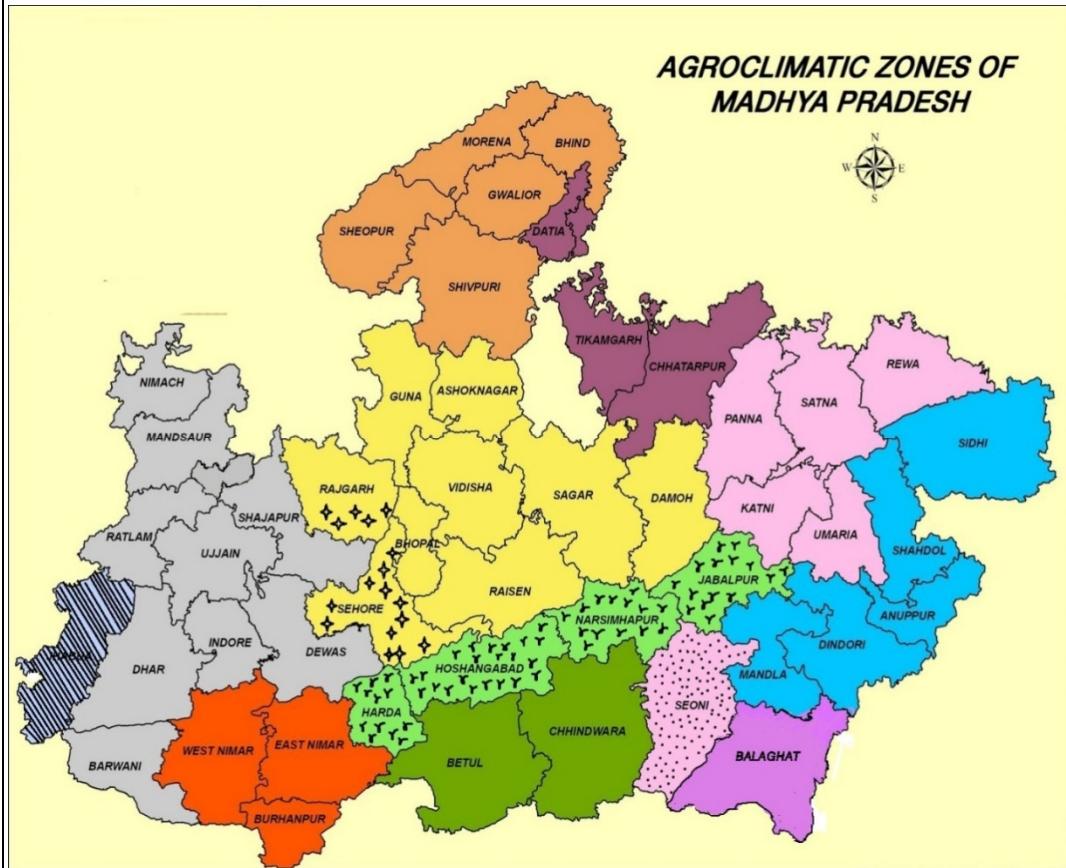 AGROCLIMATIC ZONES OF
MADHYA PRADESH
N
W E
S
MORENA
BHIND
GWALIOR
SHEOPUR
DATIA
SHIVPURI
TIKAMGARH
CHHATARPUR
REWA
NIMACH
GUNA
ASHOKNAGAR
SATNA
PANNA
MANDSAUR
SIDHI
RAJGARH
VIDISHA
SAGAR
DAMOH
KATNI
SHAJAPUR
RATLAM
UJJAIN
BHOPAL
UMARIA
SHAHDOL
JABALPUR
RAISEN
SEHORE
NARSIMHAPUR
ANUPPUR
INDORE
DEWAS
DHAR
HOSHANGABAD
DINDORI
MANDLA
SEONI
HARDA
CHHINDWARA
WEST NIMAR
EAST NIMAR
BETUL
BALAGHAT
BARWANI
BURHANPUR